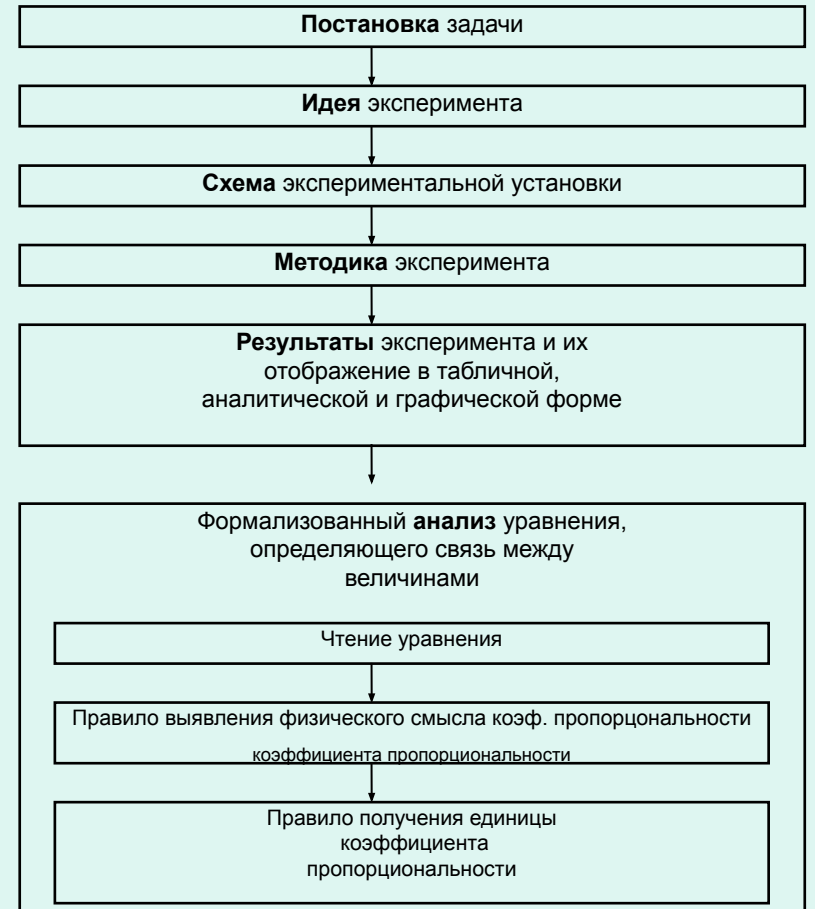 Постановка задачи
Идея эксперимента
Схема экспериментальной установки
Методика эксперимента
Результаты эксперимента и их
отображение в табличной,
аналитической и графической форме
Формализованный анализ уравнения,
определяющего связь между
величинами
Чтение уравнения
Правило выявления физического смысла коэф. пропорцональности
коэффициента пропорциональности
Правило получения единицы
коэффициента
пропорциональности